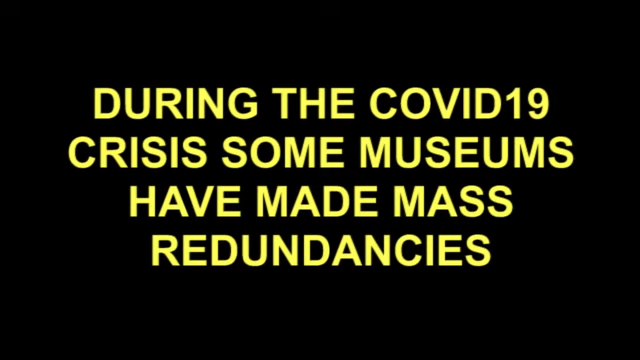 DURING THE COVID19
CRISIS SOME MUSEUMS
HAVE MADE MASS
REDUNDANCIES